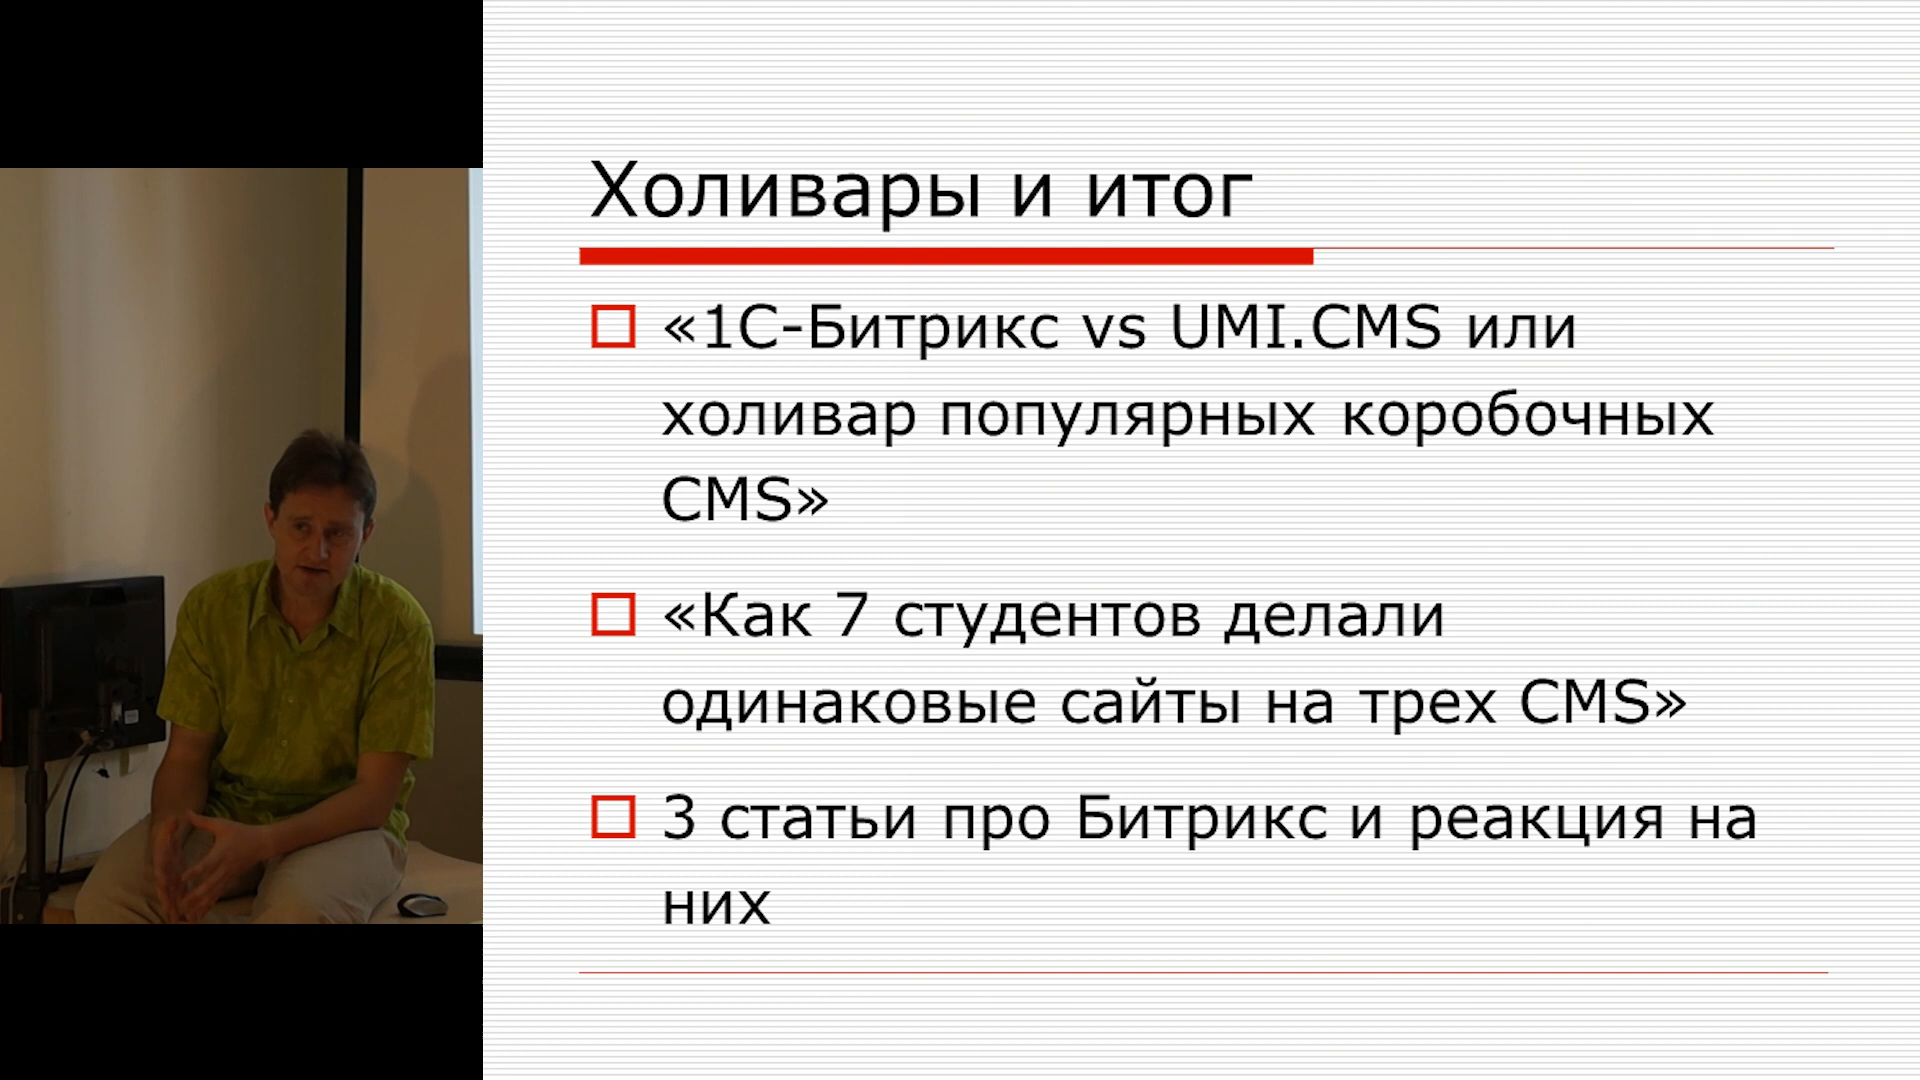 Холивары и итог
«1С-Битрикс vs UMI.CMS или
холивар популярных коробочных
CMS»
«Как 7 студентов делали
одинаковые сайты на трех CMS»
3 статьи про Битрикс и реакция на
них